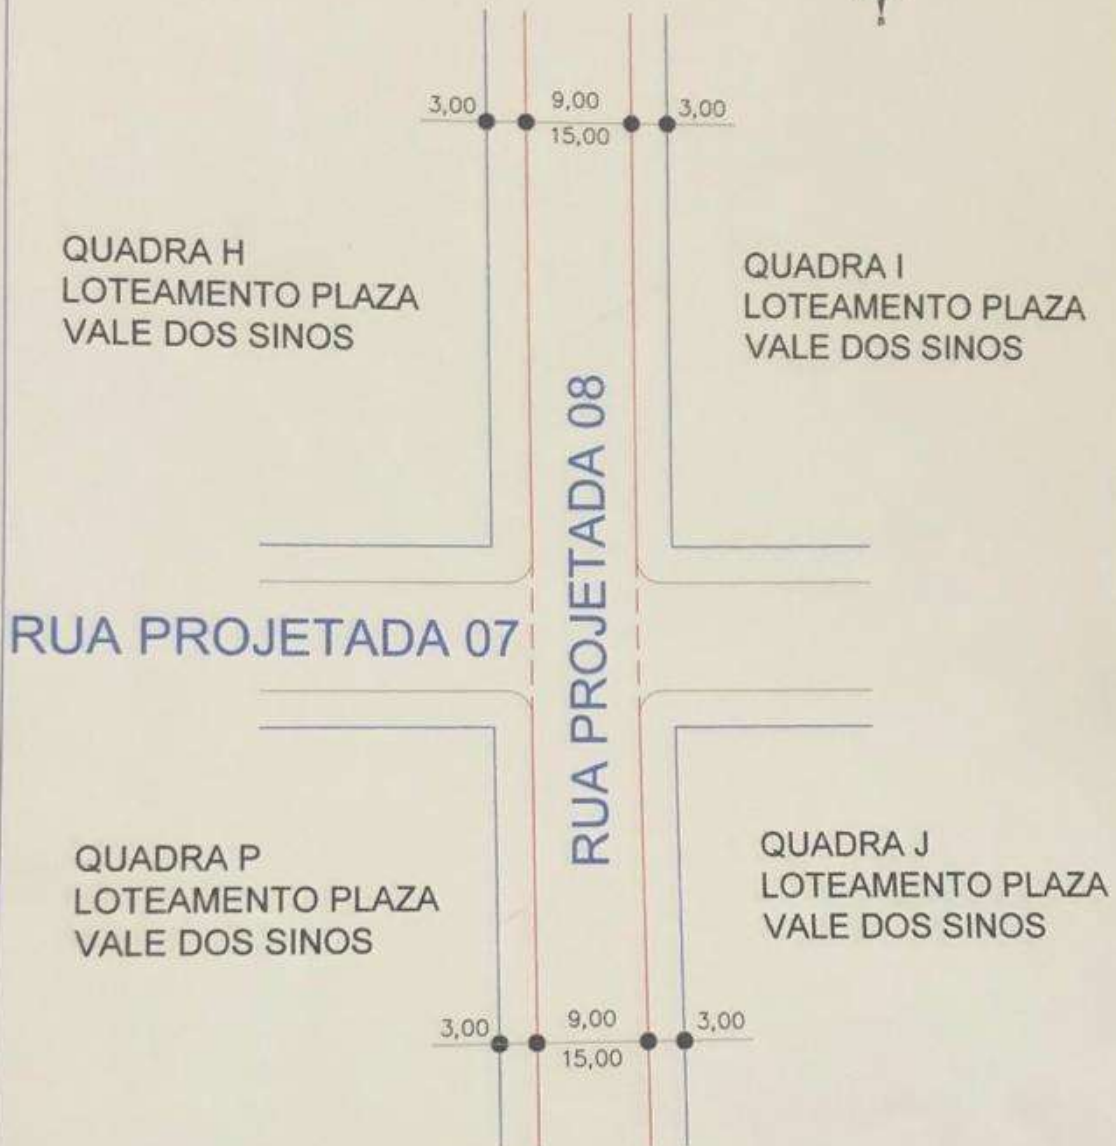 3,00
9,00
3,00
15,00
QUADRA H
LOTEAMENTO PLAZA
VALE DOS SINOS
QUADRA I
LOTEAMENTO PLAZA
VALE DOS SINOS
RUA PROJETADA 08
RUA PROJETADA 07
QUADRA P
LOTEAMENTO PLAZA
VALE DOS SINOS
QUADRA J
LOTEAMENTO PLAZA
VALE DOS SINOS
3,00
9,00
3,00
15,00